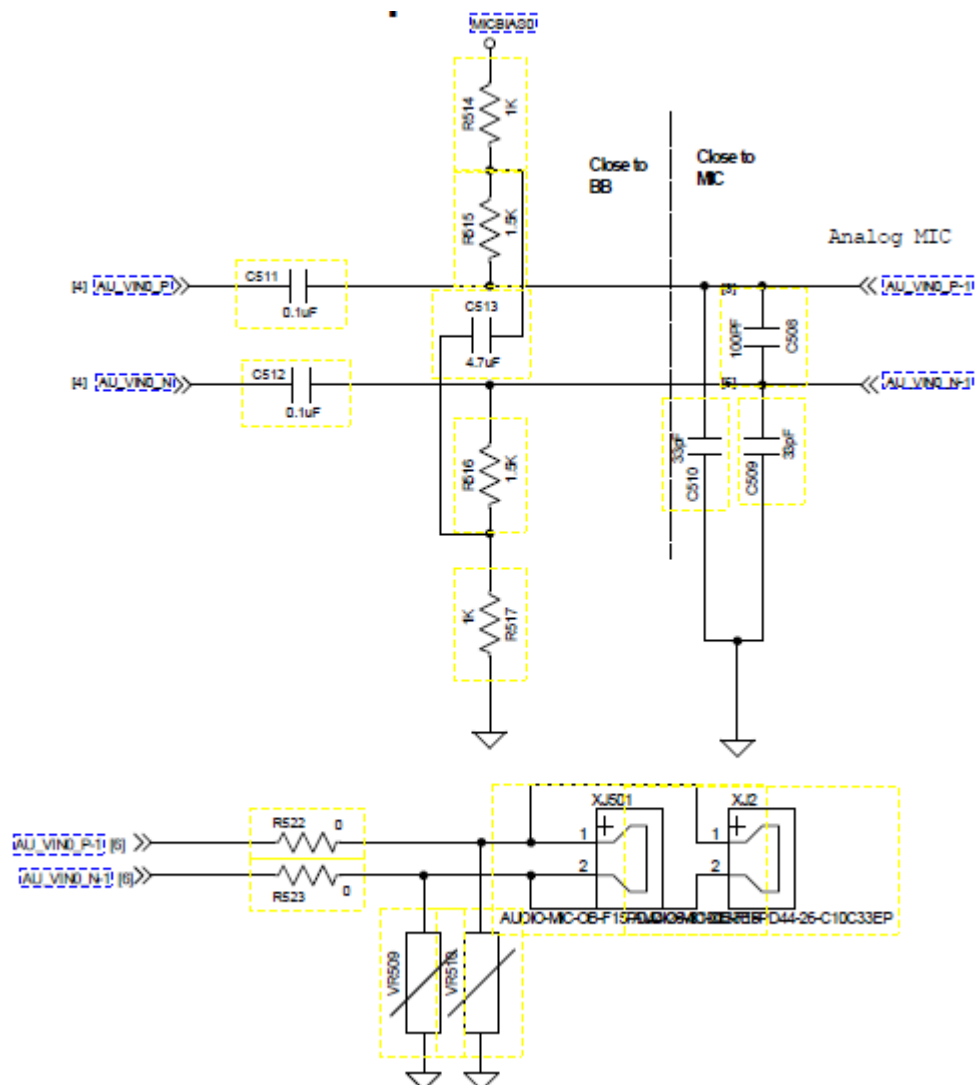 MICBIAS0
R514
1K
Close to
BB
Close to
MIC
R515
1.5K
Analog MIC
[4] AU_VIN0_P
C511
0.1uF
C513
4.7uF
AU_VIN0_P-1
100PF
C508
[4] AU_VIN0_N
C512
0.1uF
AU_VIN0_N-1
R516
1.5K
33pF
C510
C509
33pF
1K
R517
XJ501
XJ2
AU_VIN0_P-1 [6]
R522
0
1
1
AU_VIN0_N-1 [6]
R523
0
2
2
VR509